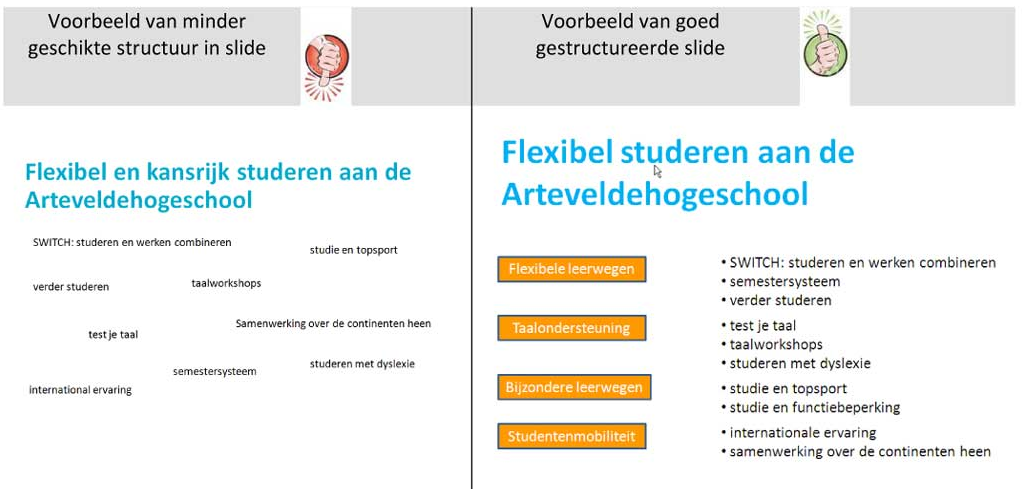 Voorbeeld van minder
geschikte structuur in slide
Flexibel en kansrijk studeren aan de
Arteveldehogeschool
SWITCH: studeren en werken combineren
studie en topsport
verder studeren
taalworkshops
Samenwerking over de continenten heen
test je taal
studeren met dyslexie
semestersysteem
international ervaring
Voorbeeld van goed
gestructureerde slide
Flexibel studeren aan de
Arteveldehogeschool
Flexibele leerwegen
• SWITCH: studeren en werken combineren
• semestersysteem
• verder studeren
Taalondersteuning
• test je taal
• taalworkshops
• studeren met dyslexie
Bijzondere leerwegen
• studie en topsport
• studie en functiebeperking
Studentenmobiliteit
• internationale ervaring
• samenwerking over de continenten heen